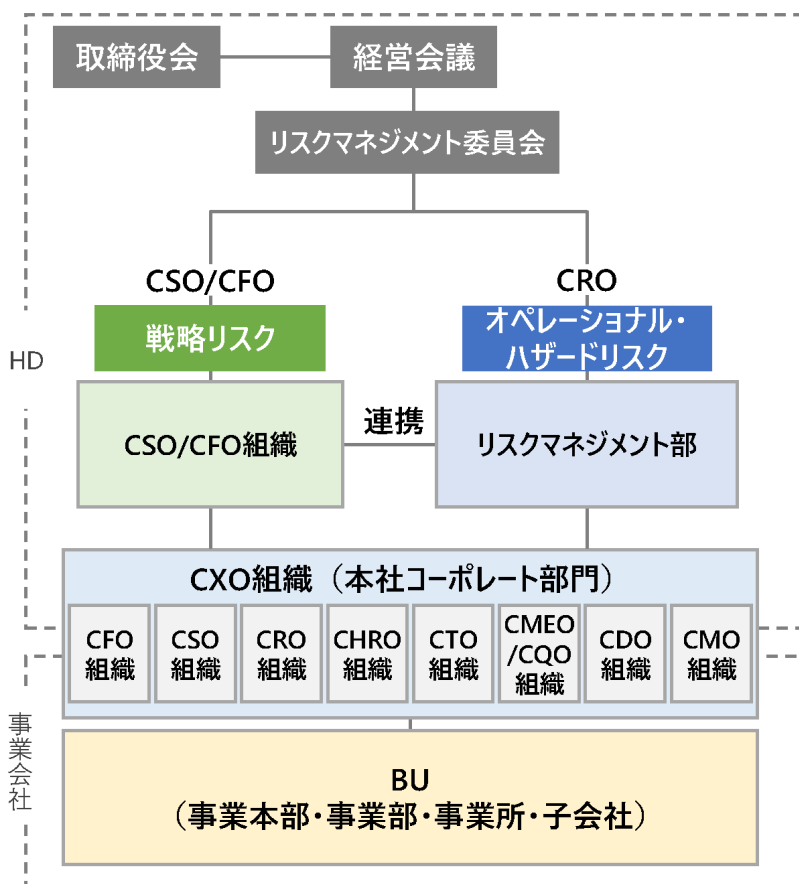 取締役会
経営会議
リスクマネジメント委員会
CSO/CFO
CRO
戦略リスク
オペレーショナル・
ハザードリスク
HD
CSO/CFO組織
連携
リスクマネジメント部
CXO組織（本社コーポレート部門）
CFO
組織
CSO
組織
CRO
組織
CHRO
組織
CTO
組織
CMEO
/CQO
組織
CDO
組織
CMO
組織
事業会社
BU
（事業本部・事業部・事業所・子会社）